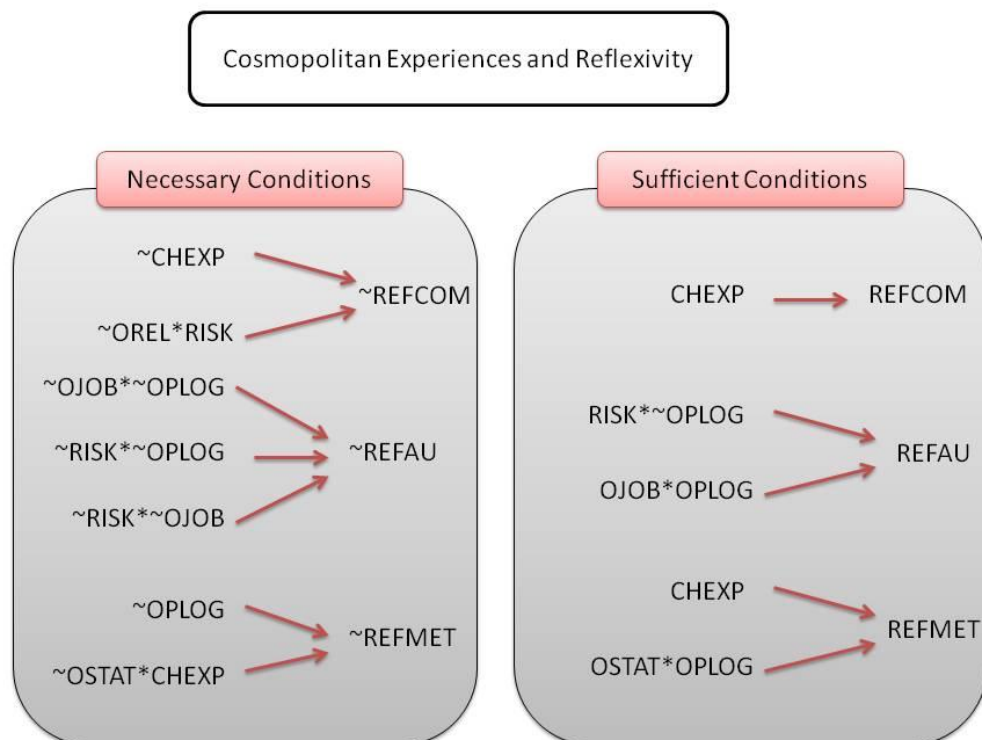 Cosmopolitan Experiences and Reflexivity
Necessary Conditions
~CHEXP
~REFCOM
~OREL*RISK
~OJOB*~OPLOG
~RISK*~OPLOG
~REFAU
~RISK*~OJOB
~OPLOG
~REFMET
~OSTAT*CHEXP
Sufficient Conditions
CHEXP
REFCOM
RISK*~OPLOG
REFAU
OJOB*OPLOG
CHEXP
REFMET
OSTAT*OPLOG